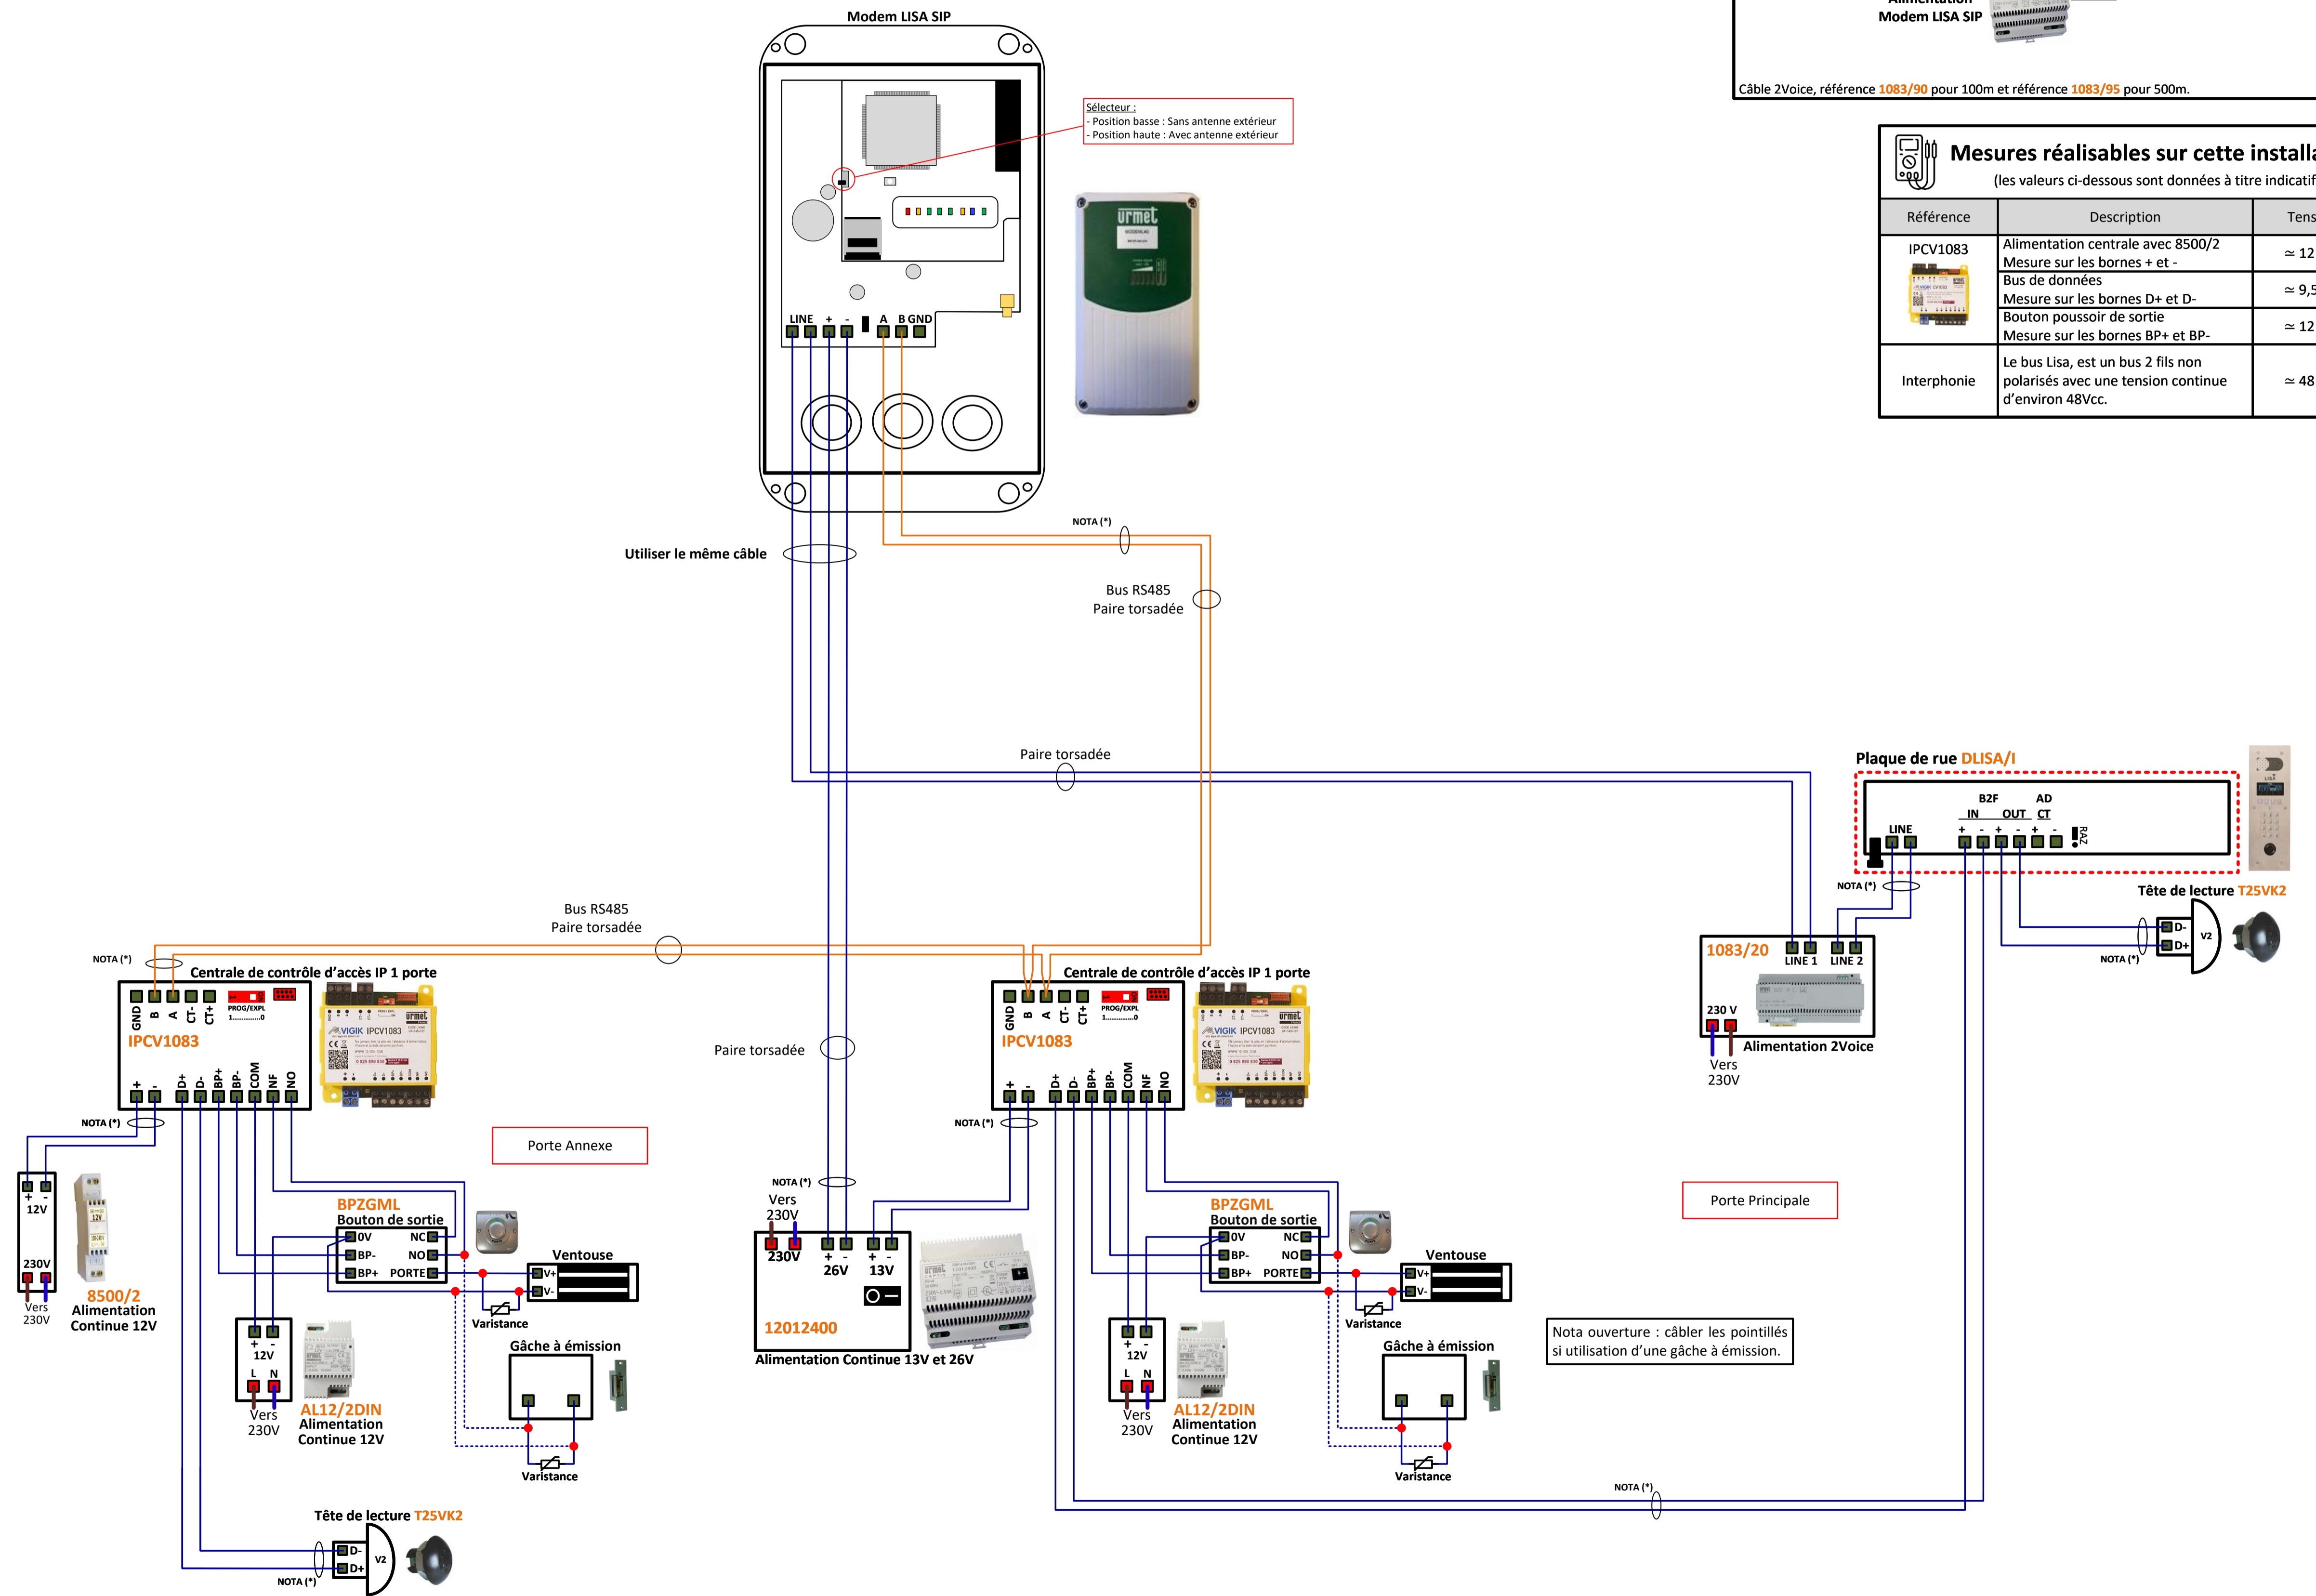 Modem LISA SIP
Sélecteur :
- Position basse : Sans antenne extérieur
- Position haute : Avec antenne extérieur
urmet
LINE + - A B GND
Alimentation
Modem LISA SIP
Câble 2Voice, référence 1083/90 pour 100m et référence 1083/95 pour 500m.
Mesures réalisables sur cette installa
(les valeurs ci-dessous sont données à titre indicatif
Référence Description Tens
IPCV1083
Alimentation centrale avec 8500/2
Mesure sur les bornes + et -
≃ 12
Bus de données
Mesure sur les bornes D+ et D-
≃ 9,5
Bouton poussoir de sortie
Mesure sur les bornes BP+ et BP-
≃ 12
Interphonie
Le bus Lisa, est un bus 2 fils non
polarisés avec une tension continue
d'environ 48Vcc.
≃ 48
NOTA (*)
Utiliser le même câble
Bus RS485
Paire torsadée
Paire torsadée
Plaque de rue DLISA/I
B2F AD
IN OUT CT
LINE + - + - + - RAZ
NOTA (*)
Tête de lecture T25VK2
D-
D+
V2
NOTA (*)
1083/20
LINE 1 LINE 2
230 V
Alimentation 2Voice
Vers
230V
Bus RS485
Paire torsadée
NOTA (*)
Centrale de contrôle d'accès IP 1 porte
GND B A CT- CT+
PROG/EXPL
1..............0
IPCV1083
+ - D+ D- BP+ BP- COM NF NO
VIGIK IPCV1083
urmet
NOTA (*)
Porte Annexe
+ -
12V
230V
Vers
230V
8500/2
Alimentation
Continue 12V
BPZGML
Bouton de sortie
0V NC
BP- NO
BP+ PORTE
Ventouse
V+
V-
Varistance
Gâche à émission
Varistance
+ -
12V
L N
Vers
230V
AL12/2DIN
Alimentation
Continue 12V
Tête de lecture T25VK2
D-
D+
V2
NOTA (*)
Paire torsadée
NOTA (*)
Vers
230V
230V
+ - + -
26V 13V
12012400
Alimentation Continue 13V et 26V
Centrale de contrôle d'accès IP 1 porte
GND B A CT- CT+
PROG/EXPL
1..............0
IPCV1083
+ - D+ D- BP+ BP- COM NF NO
VIGIK IPCV1083
urmet
NOTA (*)
Porte Principale
BPZGML
Bouton de sortie
0V NC
BP- NO
BP+ PORTE
Ventouse
V+
V-
Varistance
Gâche à émission
Varistance
+ -
12V
L N
Vers
230V
AL12/2DIN
Alimentation
Continue 12V
Nota ouverture : câbler les pointillés
si utilisation d'une gâche à émission.
NOTA (*)